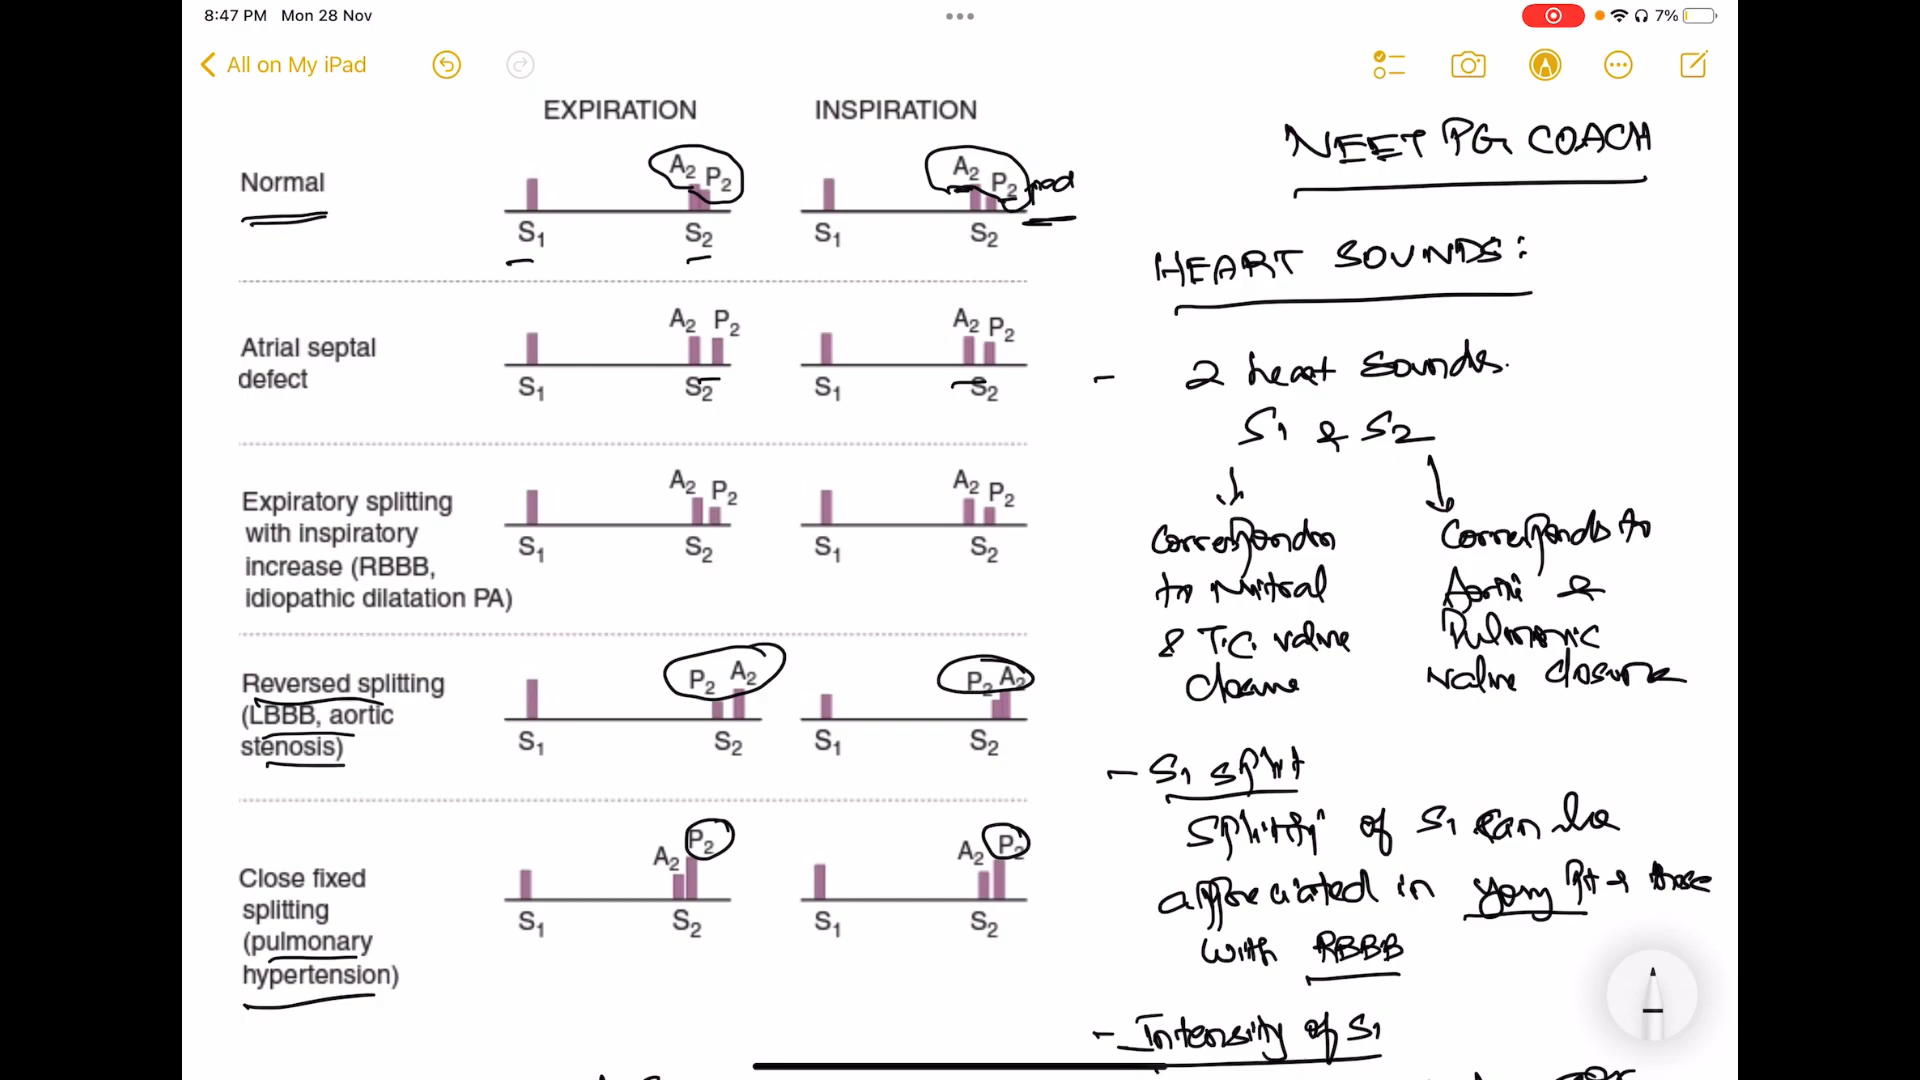 8:47 PM Mon 28 Nov
7%
All on My iPad
EXPIRATION INSPIRATION
Normal
A2 P2
A2 P2
S1 S2 S1 S2
Atrial septal
defect
A2 P2 A2 P2
S1 S2 S1 S2
Expiratory splitting
with inspiratory
increase (RBBB,
idiopathic dilatation PA)
A2 P2 A2 P2
S1 S2 S1 S2
Reversed splitting
(LBBB, aortic
stenosis)
P2 A2 P2 A2
S1 S2 S1 S2
Close fixed
splitting
(pulmonary
hypertension)
A2 P2 A2 P2
S1 S2 S1 S2
NEET PG COACH
HEART SOUNDS:
- 2 heart sounds.
S1 & S2
Corresponds
to Mitral
& T.C. valve
closure
Corresponds to
Aortic &
Pulmonic
valve closure
- S1 split
Splitting of S1 can be
appreciated in young pt & those
with RBBB
- Intensity of S1